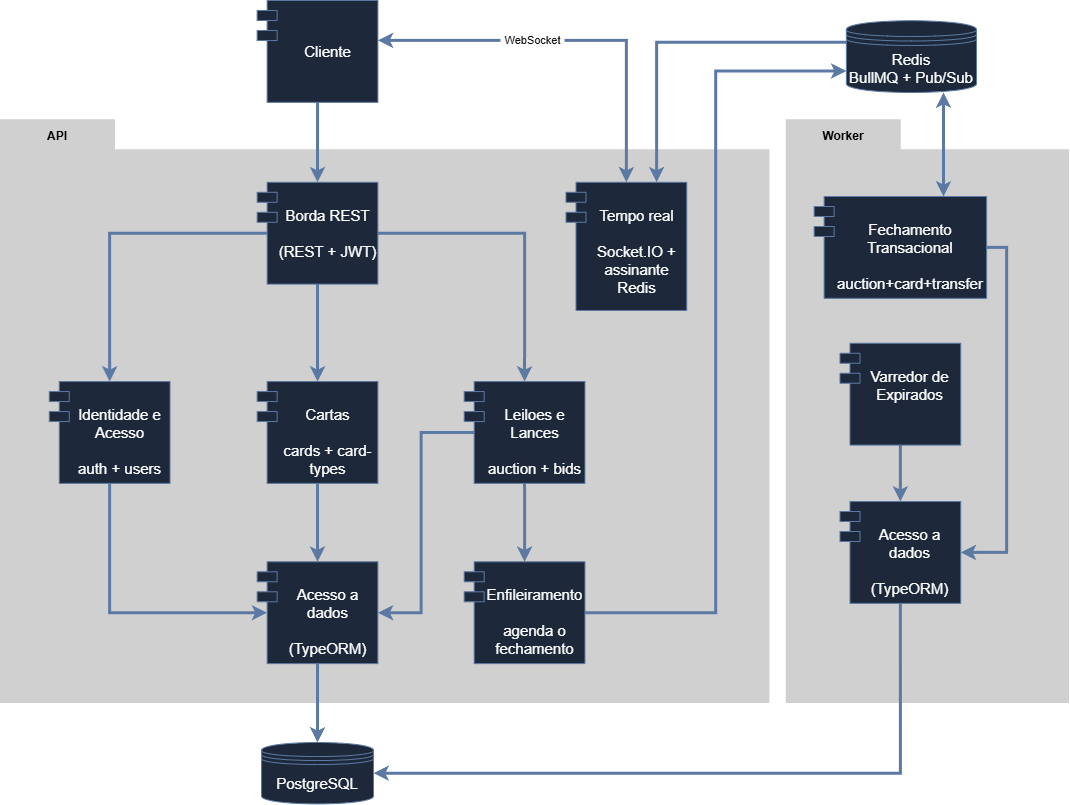 Cliente
WebSocket
Redis
BullMQ + Pub/Sub
API
Worker
Borda REST
(REST + JWT)
Tempo real
Socket.IO +
assinante
Redis
Fechamento
Transacional
auction+card+transfer
Identidade e
Acesso
auth + users
Cartas
cards + card-
types
Leiloes e
Lances
auction + bids
Varredor de
Expirados
Acesso a
dados
(TypeORM)
Enfileiramento
agenda o
fechamento
Acesso a
dados
(TypeORM)
PostgreSQL